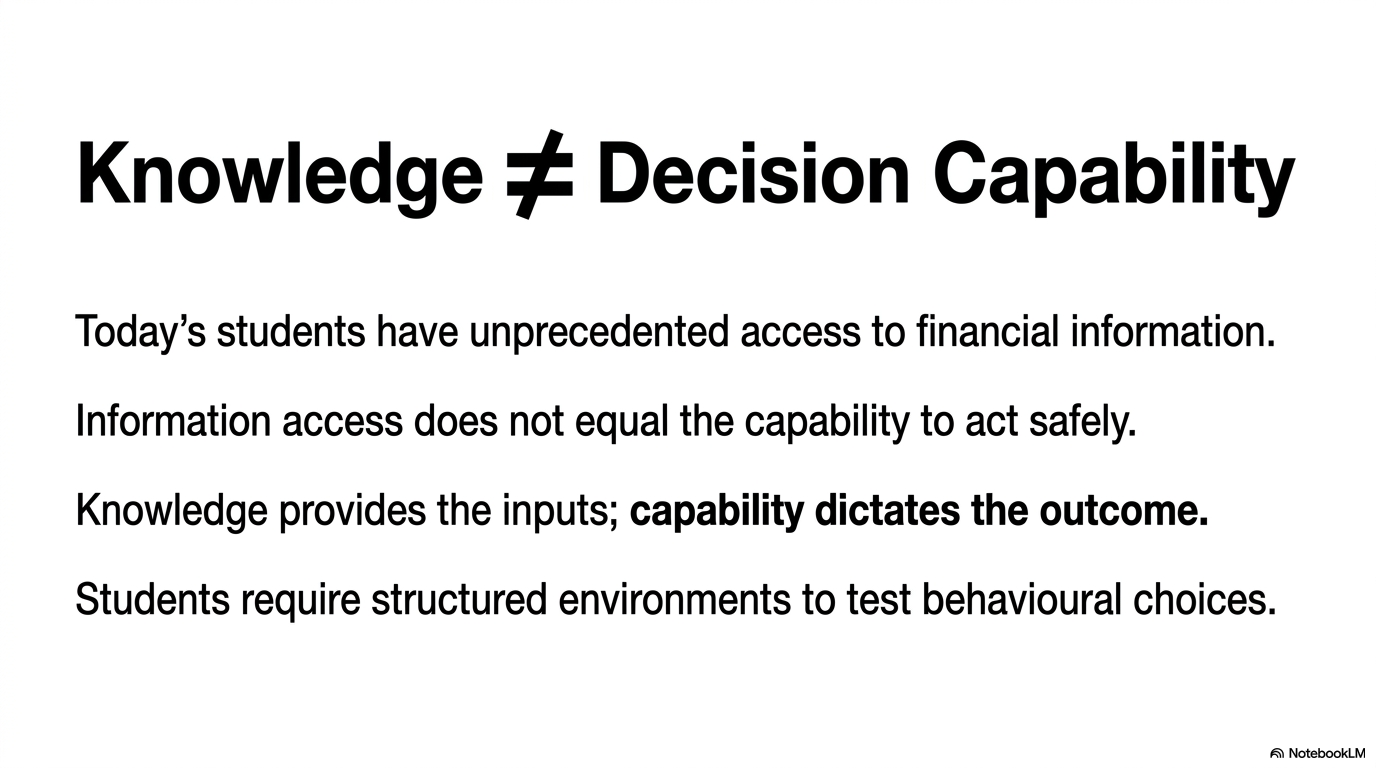 Knowledge ≠ Decision Capability
Today’s students have unprecedented access to financial information.
Information access does not equal the capability to act safely.
Knowledge provides the inputs; capability dictates the outcome.
Students require structured environments to test behavioural choices.
NotebookLM